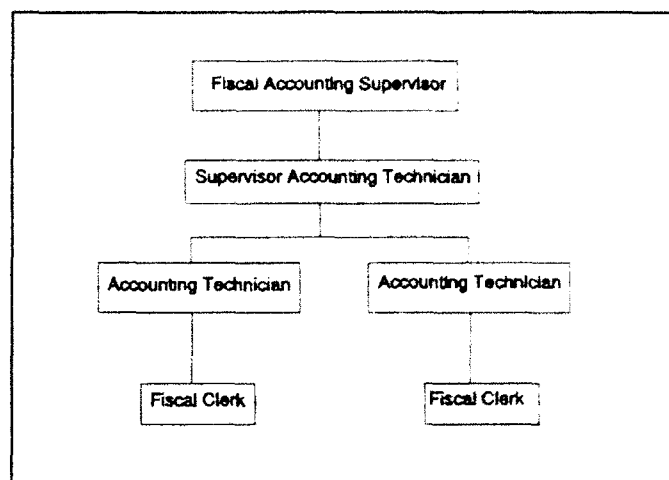 Fiscal Accounting Supervisor
Supervisor Accounting Technician
Accounting Technician
Accounting Technician
Fiscal Clerk
Fiscal Clerk